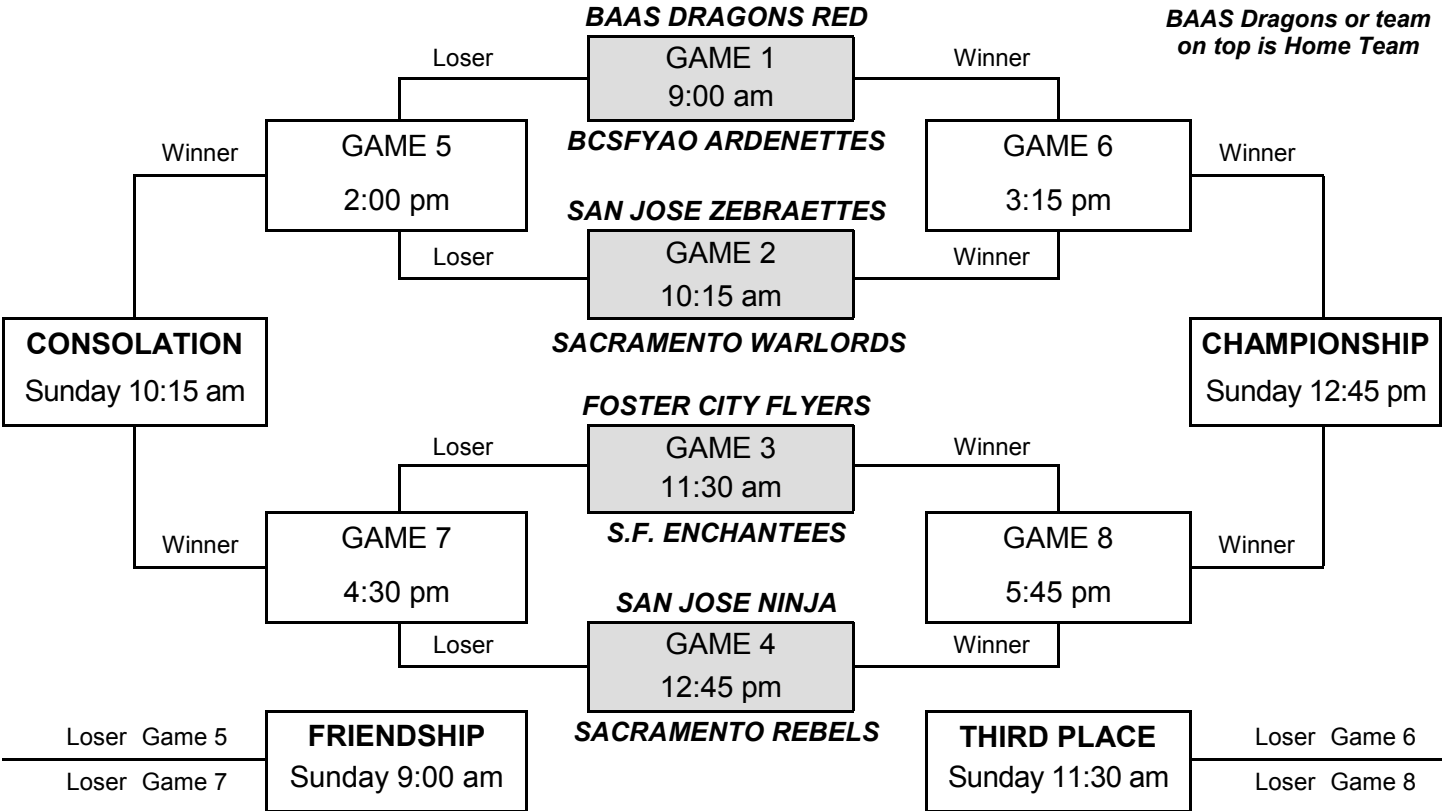 BAAS DRAGONS RED
BAAS Dragons or team
on top is Home Team
Loser
GAME 1
9:00 am
Winner
BCSFYAO ARDENETTES
Winner
GAME 5
2:00 pm
GAME 6
3:15 pm
Winner
SAN JOSE ZEBRAETTES
Loser
GAME 2
10:15 am
Winner
SACRAMENTO WARLORDS
CONSOLATION
Sunday 10:15 am
CHAMPIONSHIP
Sunday 12:45 pm
FOSTER CITY FLYERS
Loser
GAME 3
11:30 am
Winner
S.F. ENCHANTEES
Winner
GAME 7
4:30 pm
GAME 8
5:45 pm
Winner
SAN JOSE NINJA
Loser
GAME 4
12:45 pm
Winner
SACRAMENTO REBELS
Loser Game 5
Loser Game 7
FRIENDSHIP
Sunday 9:00 am
THIRD PLACE
Sunday 11:30 am
Loser Game 6
Loser Game 8